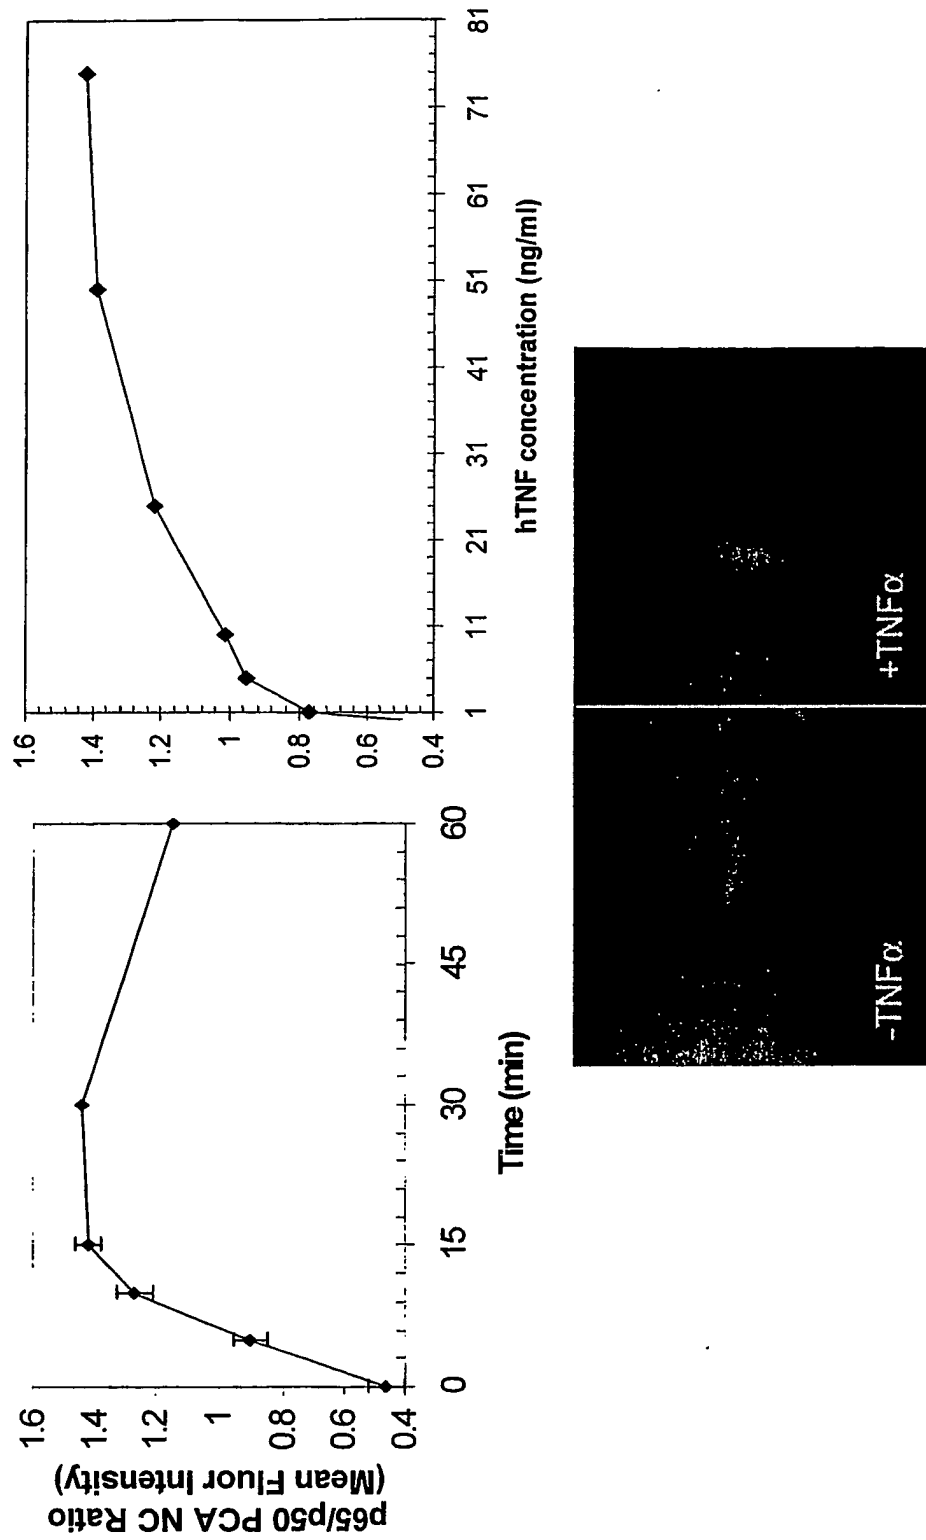 p65/p50 PCA NC Ratio
(Mean Fluor Intensity)
1.6
1.4
1.2
1
0.8
0.6
0.4
0 15 30 45 60
Time (min)
1.6
1.4
1.2
1
0.8
0.6
0.4
1 11 21 31 41 51 61 71 81
hTNF concentration (ng/ml)
-TNFα
+TNFα